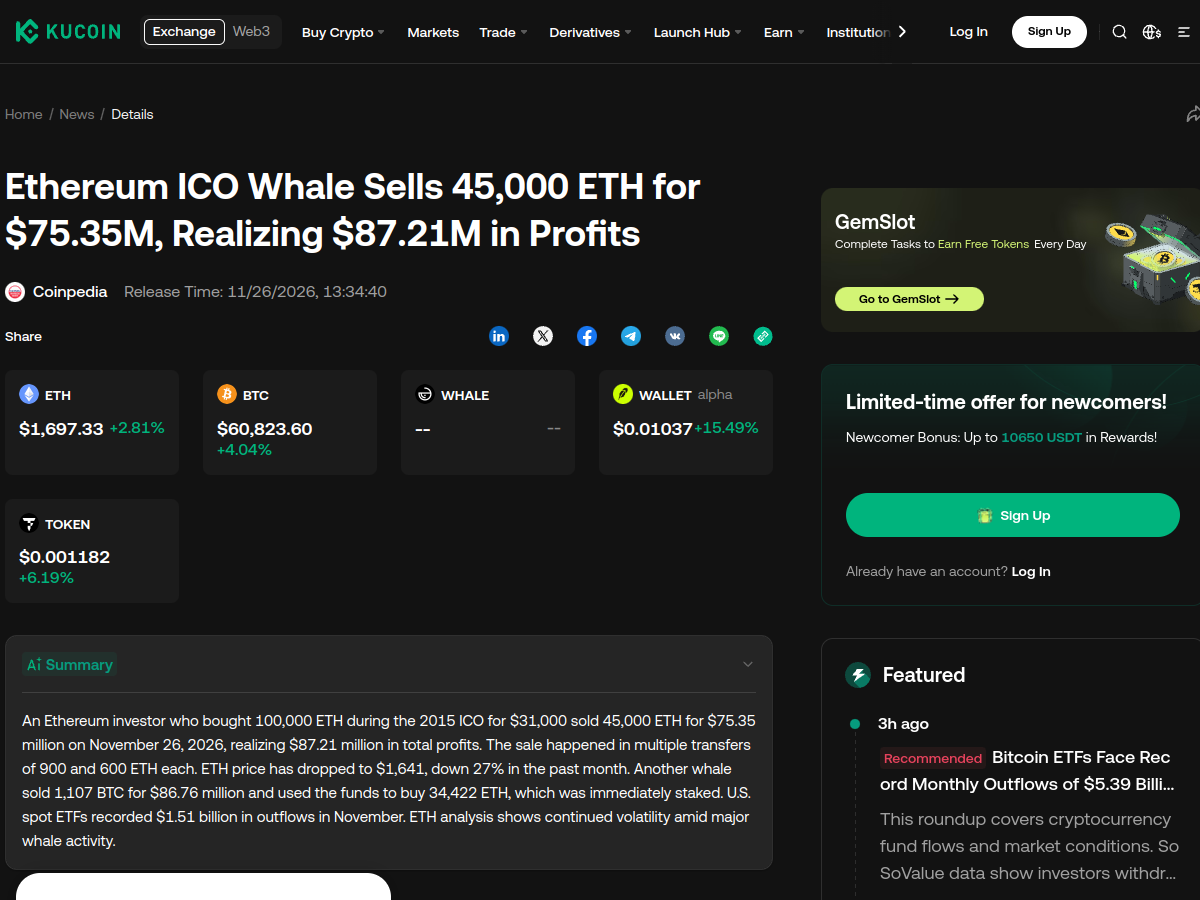 KUCOIN
Exchange Web3 Buy Crypto Markets Trade Derivatives Launch Hub Earn Institution Log In Sign Up
Home / News / Details
Ethereum ICO Whale Sells 45,000 ETH for
$75.35M, Realizing $87.21M in Profits
Coinpedia Release Time: 11/26/2026, 13:34:40
Share
ETH
$1,697.33 +2.81%
BTC
$60,823.60
+4.04%
WHALE
-- --
WALLET alpha
$0.01037 +15.49%
TOKEN
$0.001182
+6.19%
Ai Summary
An Ethereum investor who bought 100,000 ETH during the 2015 ICO for $31,000 sold 45,000 ETH for $75.35
million on November 26, 2026, realizing $87.21 million in total profits. The sale happened in multiple transfers
of 900 and 600 ETH each. ETH price has dropped to $1,641, down 27% in the past month. Another whale
sold 1,107 BTC for $86.76 million and used the funds to buy 34,422 ETH, which was immediately staked. U.S.
spot ETFs recorded $1.51 billion in outflows in November. ETH analysis shows continued volatility amid major
whale activity.
GemSlot
Complete Tasks to Earn Free Tokens Every Day
Go to GemSlot
Limited-time offer for newcomers!
Newcomer Bonus: Up to 10650 USDT in Rewards!
Sign Up
Already have an account? Log In
Featured
3h ago
Recommended Bitcoin ETFs Face Rec
ord Monthly Outflows of $5.39 Billi...
This roundup covers cryptocurrency
fund flows and market conditions. So
SoValue data show investors withdr...